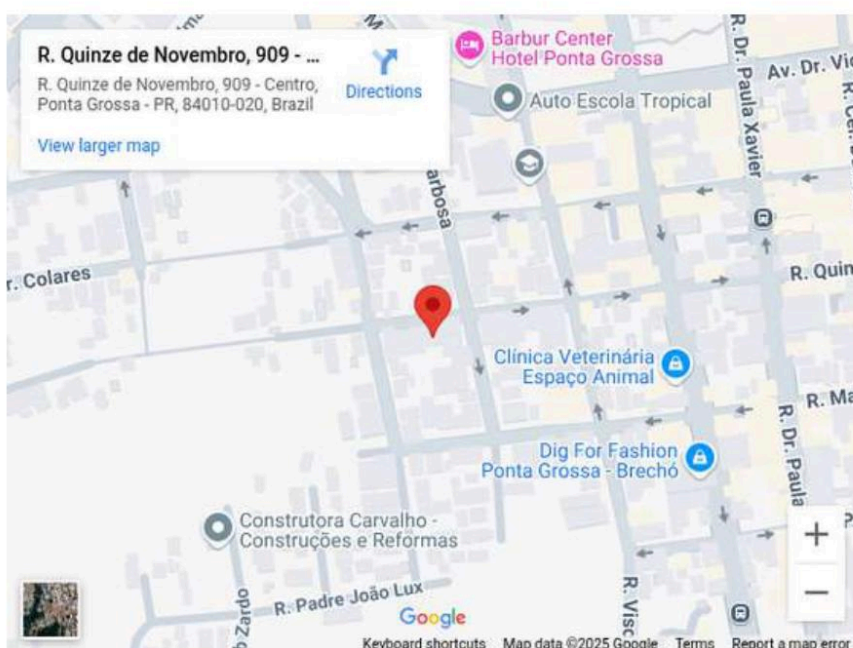 R. Quinze de Novembro, 909 - ...
R. Quinze de Novembro, 909 - Centro,
Ponta Grossa - PR, 84010-020, Brazil
Directions
View larger map
Barbur Center
Hotel Ponta Grossa
Auto Escola Tropical
R. Dr. Paula Xavier
Av. Dr. Vic
R. Cel.
arbosa
r. Colares
R. Quin
Clínica Veterinária
Espaço Animal
R. Ma
Dig For Fashion
Ponta Grossa - Brechó
R. Dr. Paula
Construtora Carvalho -
Construções e Reformas
R. Padre João Lux
b Zardo
R. Visc
P
+
−
Google
Keyboard shortcuts
Map data ©2025 Google
Terms
Report a map error